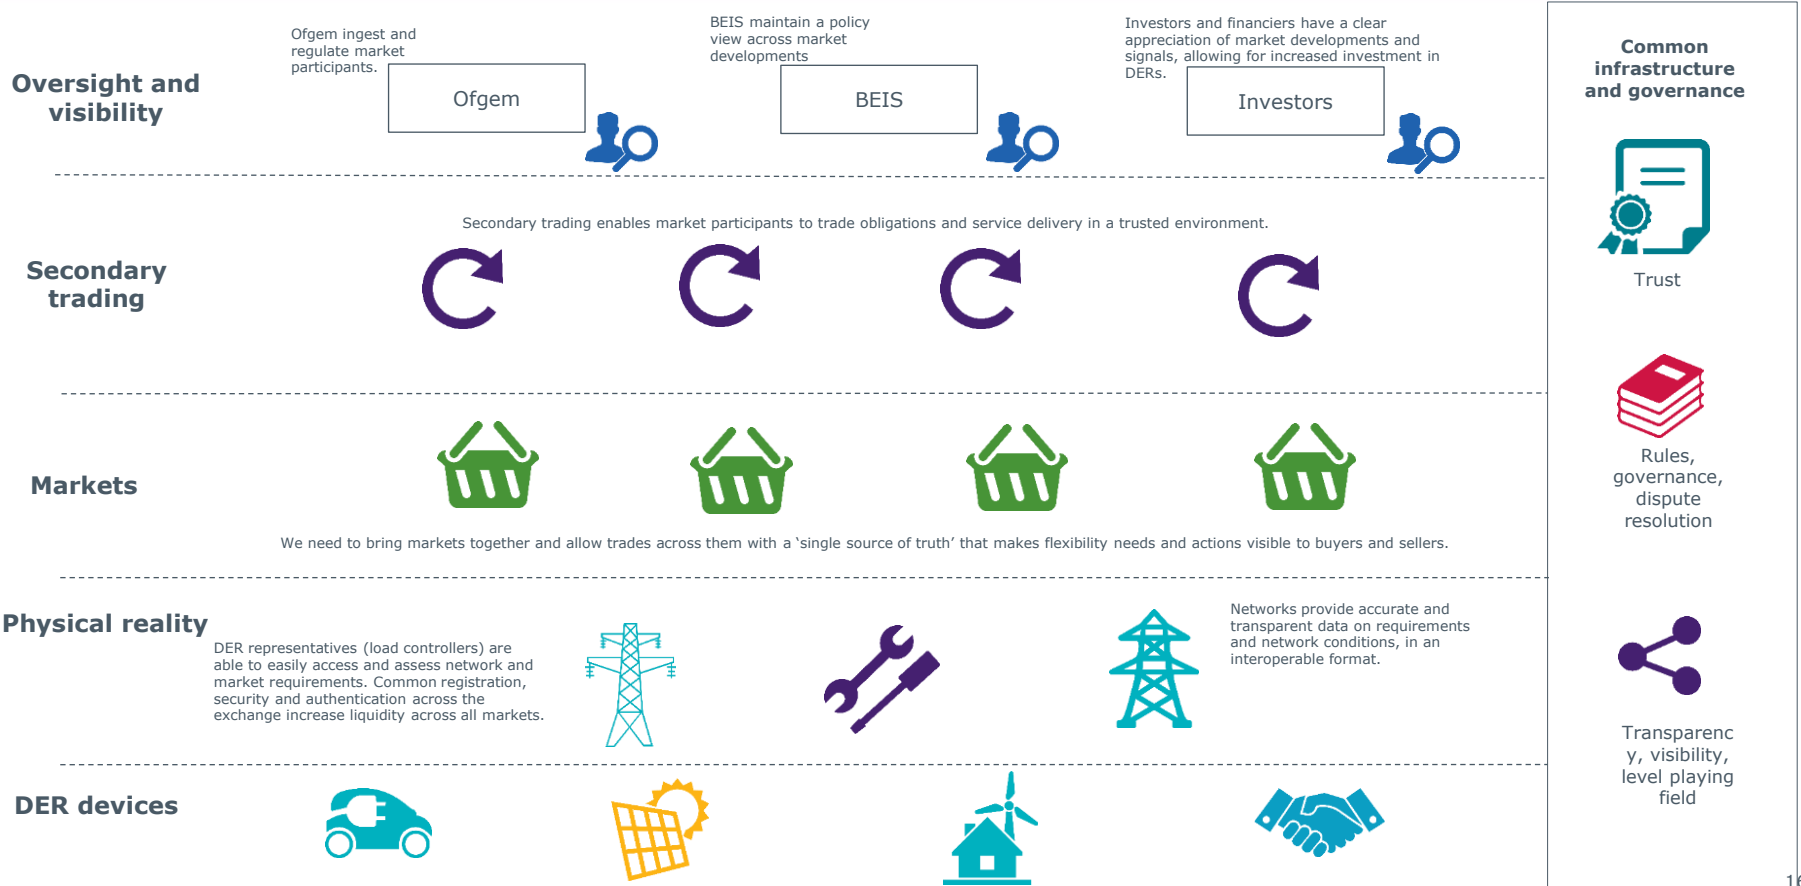 Oversight and
visibility
Ofgem ingest and
regulate market
participants.
Ofgem
BEIS maintain a policy
view across market
developments
BEIS
Investors and financiers have a clear
appreciation of market developments and
signals, allowing for increased investment in
DERs.
Investors
Secondary
trading
Secondary trading enables market participants to trade obligations and service delivery in a trusted environment.
Markets
We need to bring markets together and allow trades across them with a ‘single source of truth’ that makes flexibility needs and actions visible to buyers and sellers.
Physical reality
DER representatives (load controllers) are
able to easily access and assess network and
market requirements. Common registration,
security and authentication across the
exchange increase liquidity across all markets.
Networks provide accurate and
transparent data on requirements
and network conditions, in an
interoperable format.
DER devices
Common
infrastructure
and governance
Trust
Rules,
governance,
dispute
resolution
Transparenc
y, visibility,
level playing
field